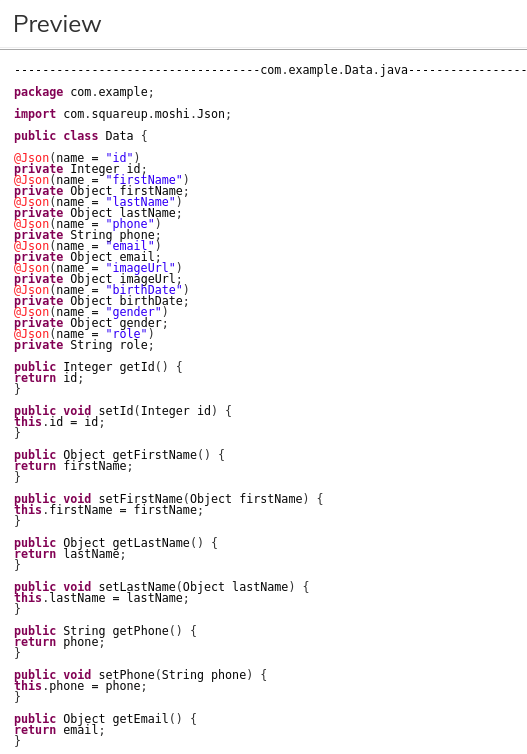 Preview
-----------------------------------com.example.Data.java-----------------
package com.example;
import com.squareup.moshi.Json;
public class Data {
@Json(name = "id")
private Integer id;
@Json(name = "firstName")
private Object firstName;
@Json(name = "lastName")
private Object lastName;
@Json(name = "phone")
private String phone;
@Json(name = "email")
private Object email;
@Json(name = "imageUrl")
private Object imageUrl;
@Json(name = "birthDate")
private Object birthDate;
@Json(name = "gender")
private Object gender;
@Json(name = "role")
private String role;
public Integer getId() {
return id;
}
public void setId(Integer id) {
this.id = id;
}
public Object getFirstName() {
return firstName;
}
public void setFirstName(Object firstName) {
this.firstName = firstName;
}
public Object getLastName() {
return lastName;
}
public void setLastName(Object lastName) {
this.lastName = lastName;
}
public String getPhone() {
return phone;
}
public void setPhone(String phone) {
this.phone = phone;
}
public Object getEmail() {
return email;
}